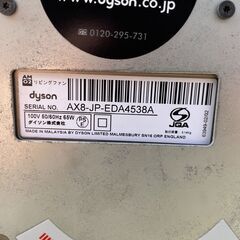 www.dyson.co.jp
0120-295-731
AM
02 リビングファン
dyson
SERIAL NO. AX8-JP-EDA4538A
100V 50/60Hz 65W
ダイソン株式会社
JQA
MADE IN MALAYSIA BY DYSON LIMITED MALMESBURY SN16 0RP ENGLAND